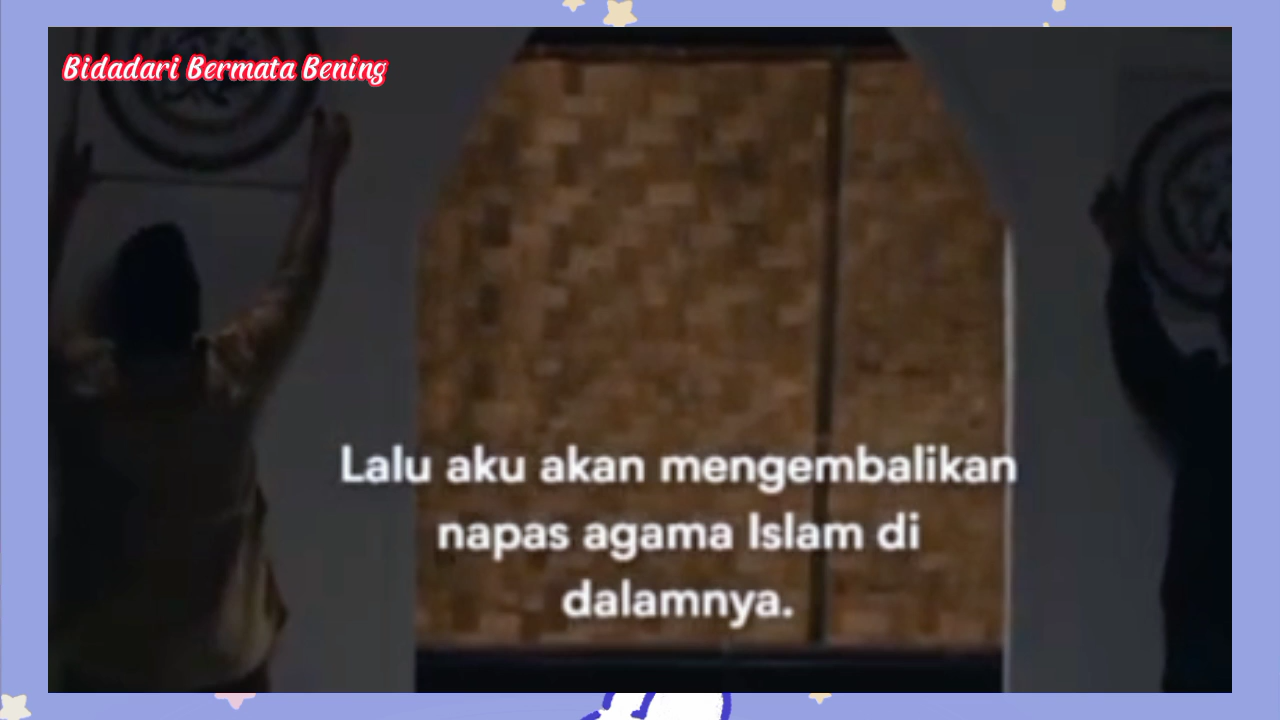 Bidadari Bermata Bening
Lalu aku akan mengembalikan
napas agama Islam di
dalamnya.